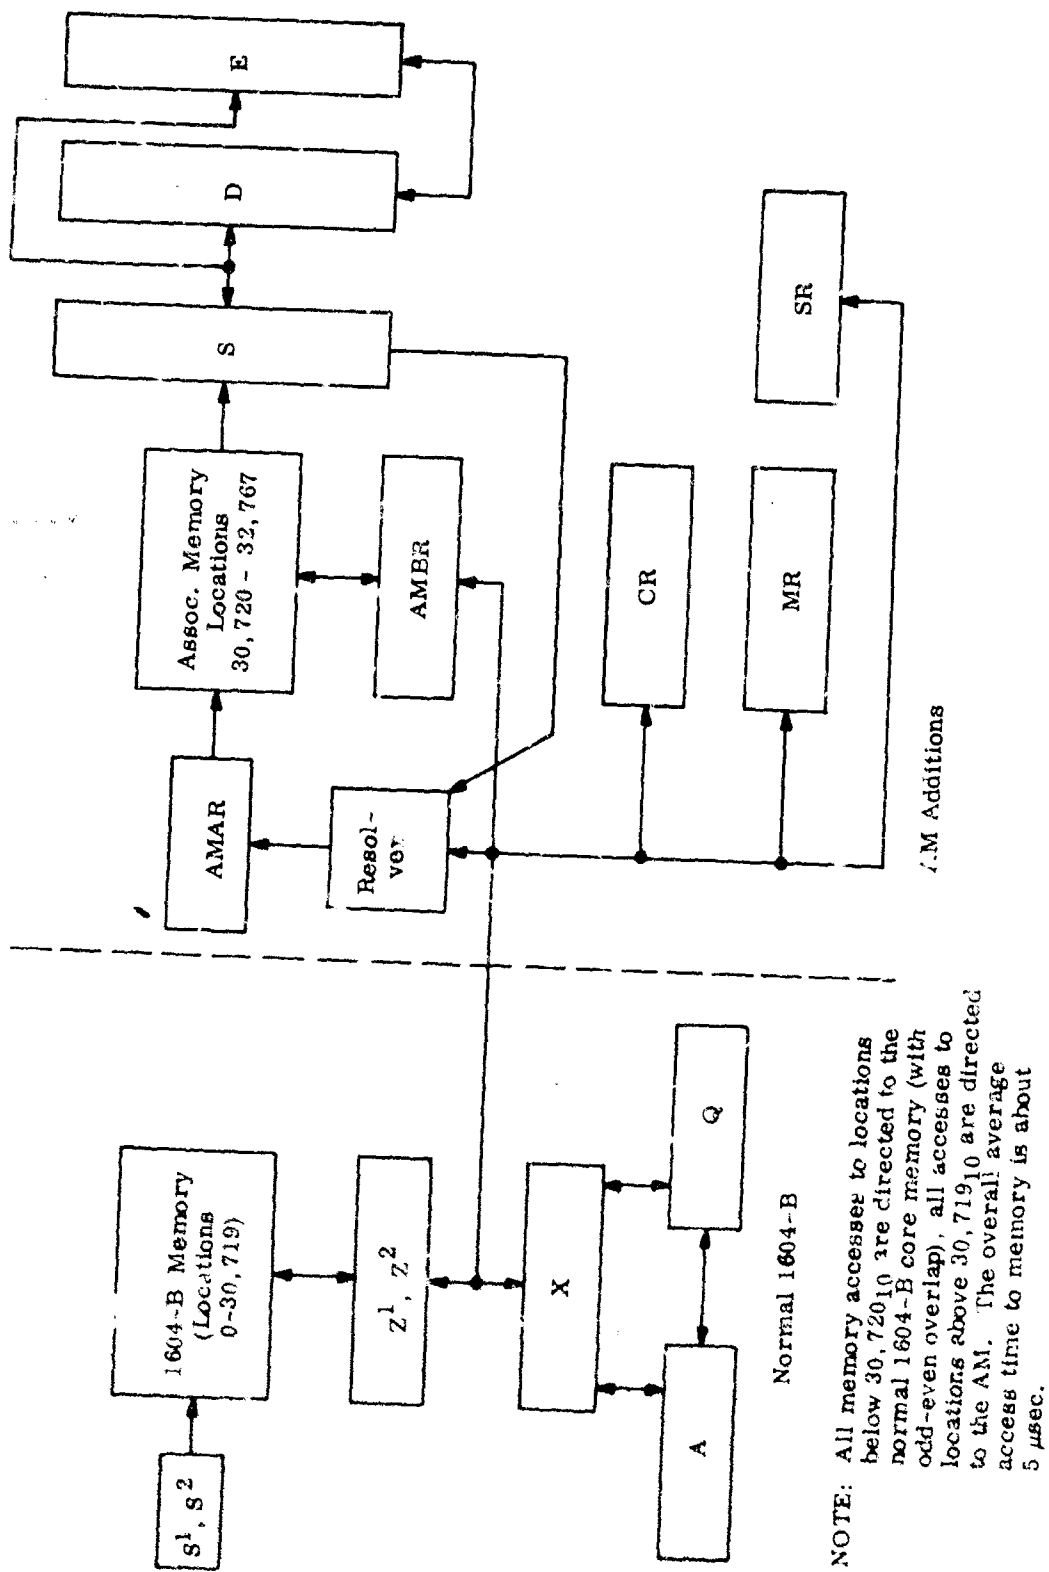 E
D
S
Assoc. Memory
Locations
30,720 - 32,767
AMAR
AMBR
Resol-
ver
CR
MR
SR
AM Additions
1604-B Memory
(Locations
0-30,719)
S1, S2
Z1, Z2
X
A
Q
Normal 1604-B
NOTE: All memory accesses to locations
below 30,72010 are directed to the
normal 1604-B core memory (with
odd-even overlap), all accesses to
locations above 30,71910 are directed
to the AM. The overall average
access time to memory is about
5 μsec.